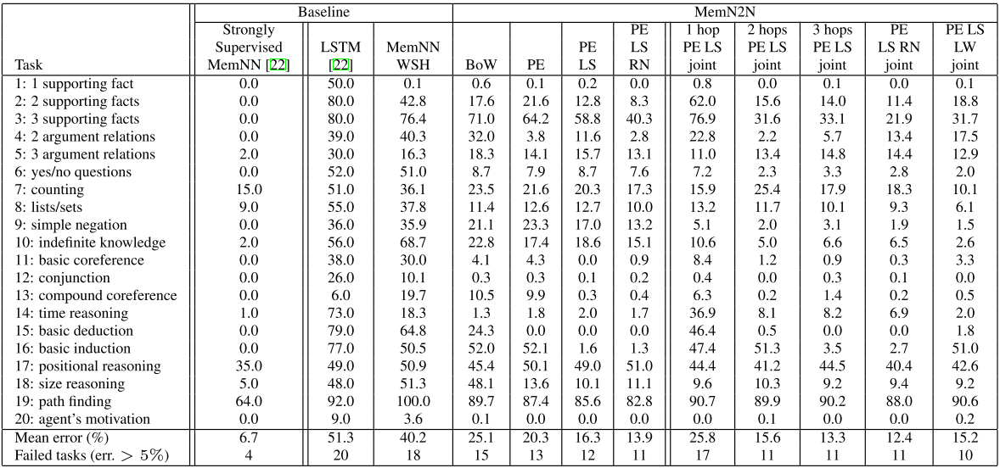 Baseline MemN2N
Strongly PE 1 hop 2 hops 3 hops PE PE LS
Supervised LSTM MemNN PE LS PE LS PE LS PE LS LS RN LW
Task MemNN [22] [22] WSH BoW PE LS RN joint joint joint joint joint
1: 1 supporting fact 0.0 50.0 0.1 0.6 0.1 0.2 0.0 0.8 0.0 0.1 0.0 0.1
2: 2 supporting facts 0.0 80.0 42.8 17.6 21.6 12.8 8.3 62.0 15.6 14.0 11.4 18.8
3: 3 supporting facts 0.0 80.0 76.4 71.0 64.2 58.8 40.3 76.9 31.6 33.1 21.9 31.7
4: 2 argument relations 0.0 39.0 40.3 32.0 3.8 11.6 2.8 22.8 2.2 5.7 13.4 17.5
5: 3 argument relations 2.0 30.0 16.3 18.3 14.1 15.7 13.1 11.0 13.4 14.8 14.4 12.9
6: yes/no questions 0.0 52.0 51.0 8.7 7.9 8.7 7.6 7.2 2.3 3.3 2.8 2.0
7: counting 15.0 51.0 36.1 23.5 21.6 20.3 17.3 15.9 25.4 17.9 18.3 10.1
8: lists/sets 9.0 55.0 37.8 11.4 12.6 12.7 10.0 13.2 11.7 10.1 9.3 6.1
9: simple negation 0.0 36.0 35.9 21.1 23.3 17.0 13.2 5.1 2.0 3.1 1.9 1.5
10: indefinite knowledge 2.0 56.0 68.7 22.8 17.4 18.6 15.1 10.6 5.0 6.6 6.5 2.6
11: basic coreference 0.0 38.0 30.0 4.1 4.3 0.0 0.9 8.4 1.2 0.9 0.3 3.3
12: conjunction 0.0 26.0 10.1 0.3 0.3 0.1 0.2 0.4 0.0 0.3 0.1 0.0
13: compound coreference 0.0 6.0 19.7 10.5 9.9 0.3 0.4 6.3 0.2 1.4 0.2 0.5
14: time reasoning 1.0 73.0 18.3 1.3 1.8 2.0 1.7 36.9 8.1 8.2 6.9 2.0
15: basic deduction 0.0 79.0 64.8 24.3 0.0 0.0 0.0 46.4 0.5 0.0 0.0 1.8
16: basic induction 0.0 77.0 50.5 52.0 52.1 1.6 1.3 47.4 51.3 3.5 2.7 51.0
17: positional reasoning 35.0 49.0 50.9 45.4 50.1 49.0 51.0 44.4 41.2 44.5 40.4 42.6
18: size reasoning 5.0 48.0 51.3 48.1 13.6 10.1 11.1 9.6 10.3 9.2 9.4 9.2
19: path finding 64.0 92.0 100.0 89.7 87.4 85.6 82.8 90.7 89.9 90.2 88.0 90.6
20: agent's motivation 0.0 9.0 3.6 0.1 0.0 0.0 0.0 0.0 0.1 0.0 0.0 0.2
Mean error (%) 6.7 51.3 40.2 25.1 20.3 16.3 13.9 25.8 15.6 13.3 12.4 15.2
Failed tasks (err. > 5%) 4 20 18 15 13 12 11 17 11 11 11 10